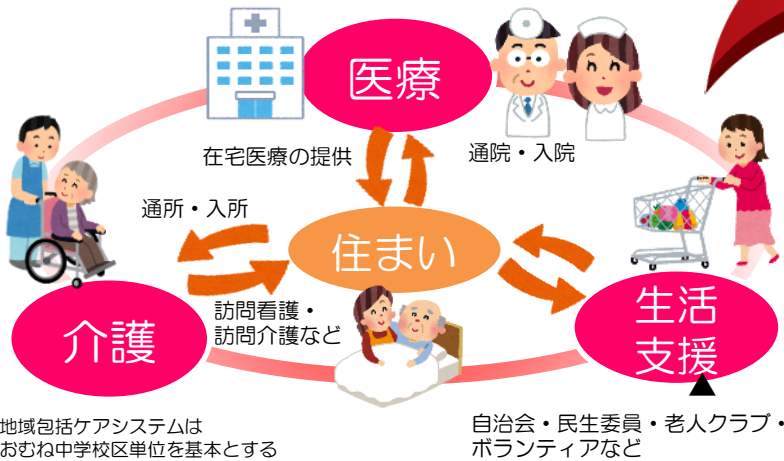 医療
在宅医療の提供
通院・入院
通所・入所
住まい
訪問看護・
訪問介護など
介護
生活
支援
地域包括ケアシステムは
おむね中学校区単位を基本とする
自治会・民生委員・老人クラブ・
ボランティアなど